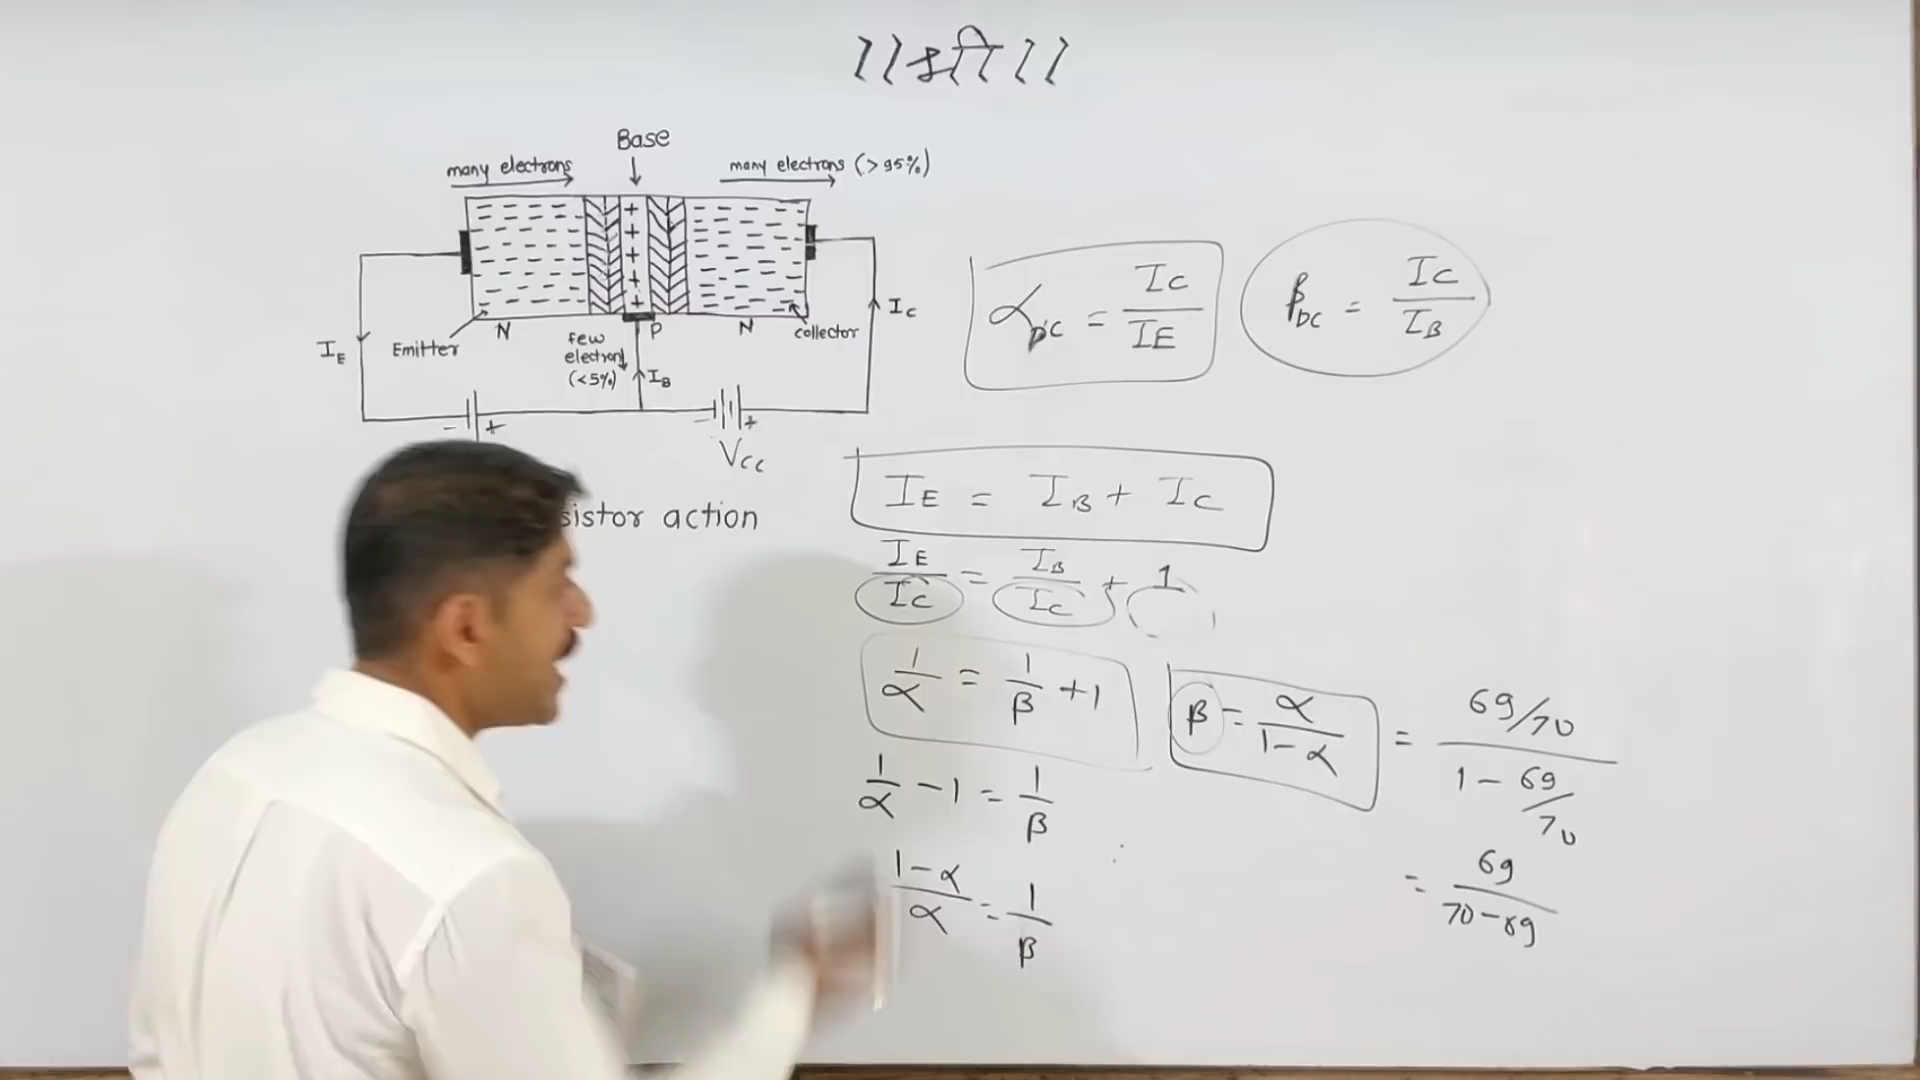 ॥ श्री ॥
Base
many electrons
many electrons (>95%)
+
+
+
+
+
I_E
Emitter
N
few
electron
(<5%)
P
I_B
N
collector
I_C
- +
- +
V_CC
sistor action
α_DC = I_C / I_E
β_DC = I_C / I_B
I_E = I_B + I_C
I_E / I_C = I_B / I_C + 1
1/α = 1/β + 1
1/α - 1 = 1/β
(1-α)/α = 1/β
β = α/(1-α) = (69/70)/(1 - 69/70)
= 69/(70-69)